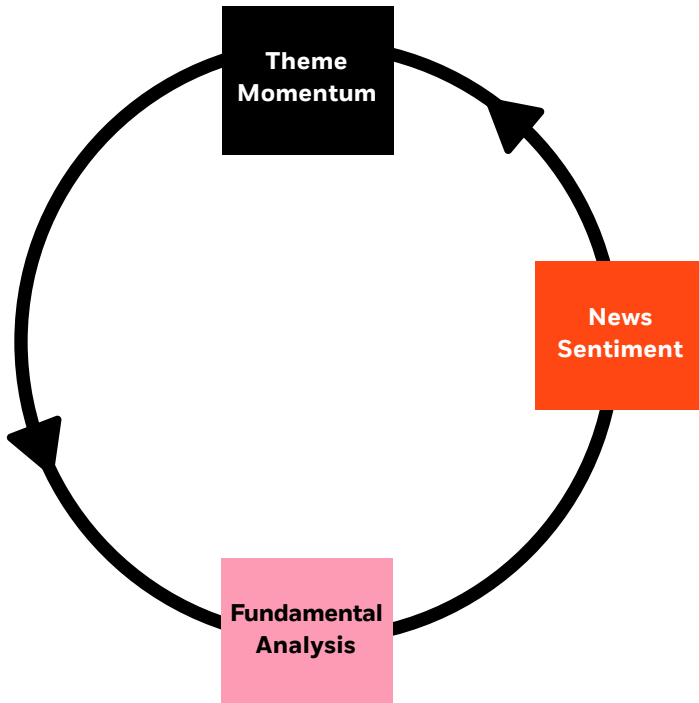 Theme
Momentum
News
Sentiment
Fundamental
Analysis